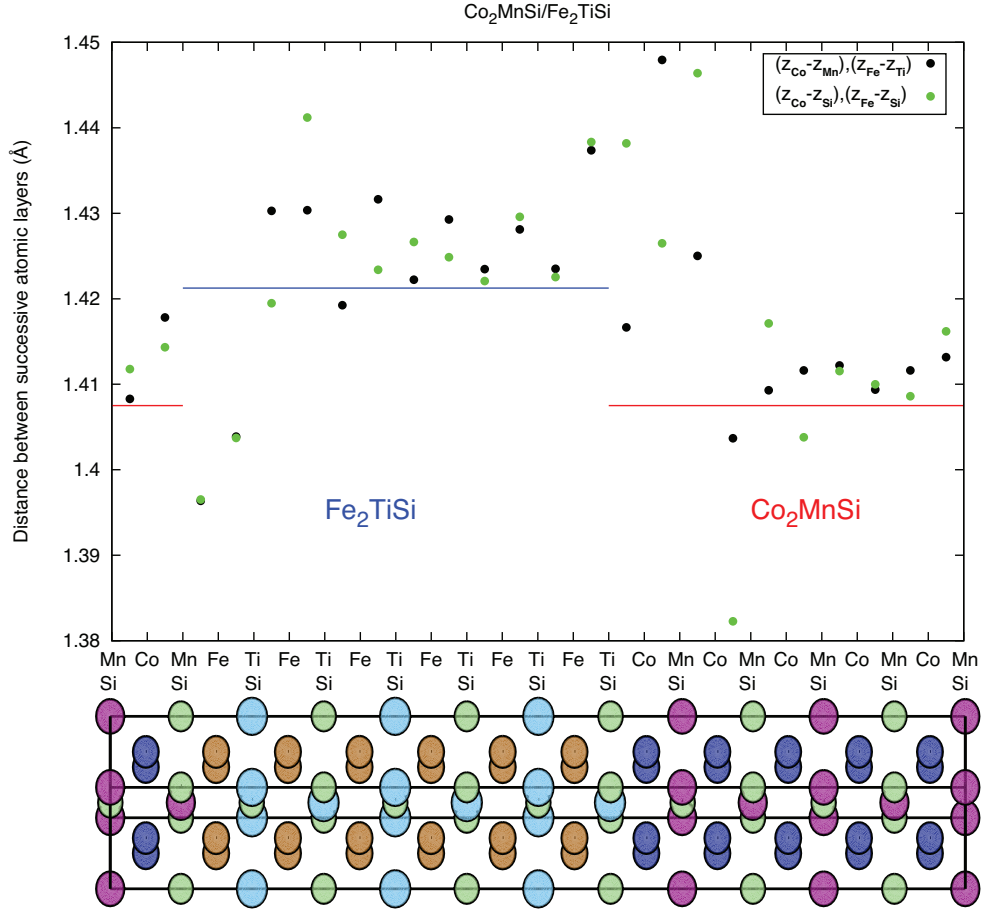 Co2MnSi/Fe2TiSi
(zCo-zMn),(zFe-zTi)
(zCo-zSi),(zFe-zSi)
Distance between successive atomic layers (Å)
1.45
1.44
1.43
1.42
1.41
1.4
1.39
1.38
Fe2TiSi
Co2MnSi
Mn Co Mn Fe Ti Fe Ti Fe Ti Fe Ti Fe Ti Fe Ti Co Mn Co Mn Co Mn Co Mn Co Mn
Si Si Si Si Si Si Si Si Si Si Si Si Si